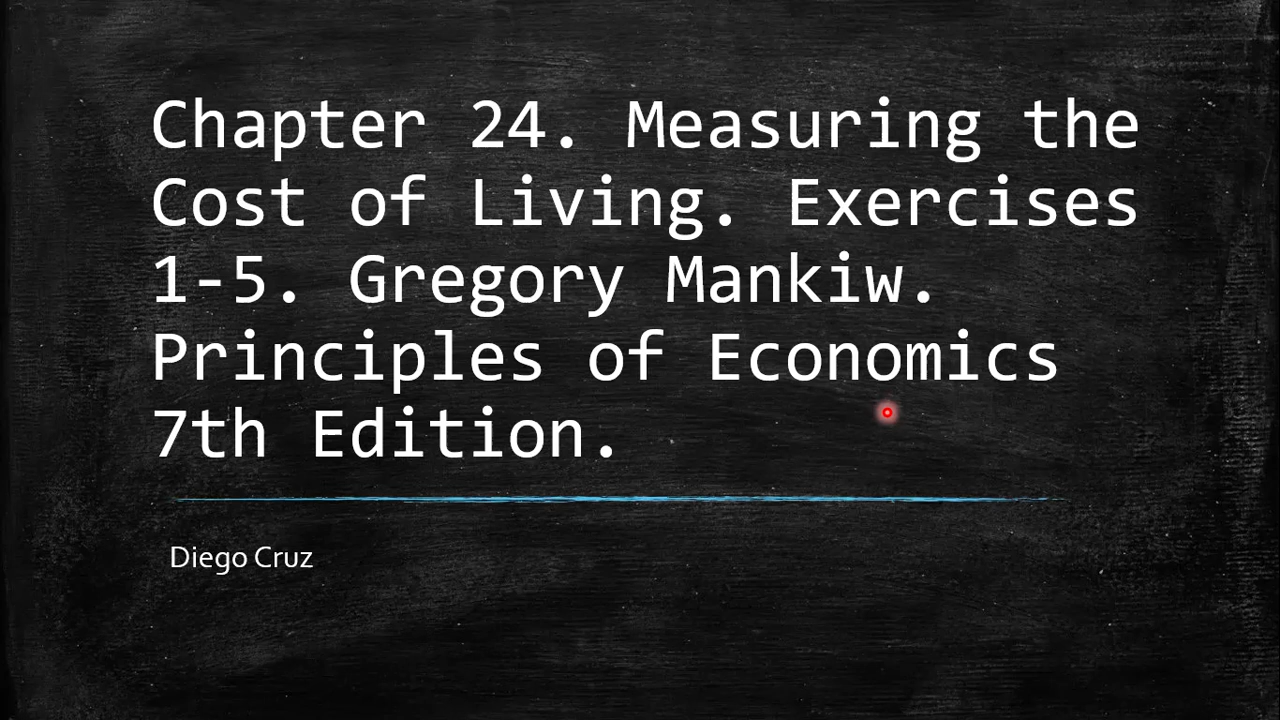 Chapter 24. Measuring the
Cost of Living. Exercises
1-5. Gregory Mankiw.
Principles of Economics
7th Edition.
Diego Cruz